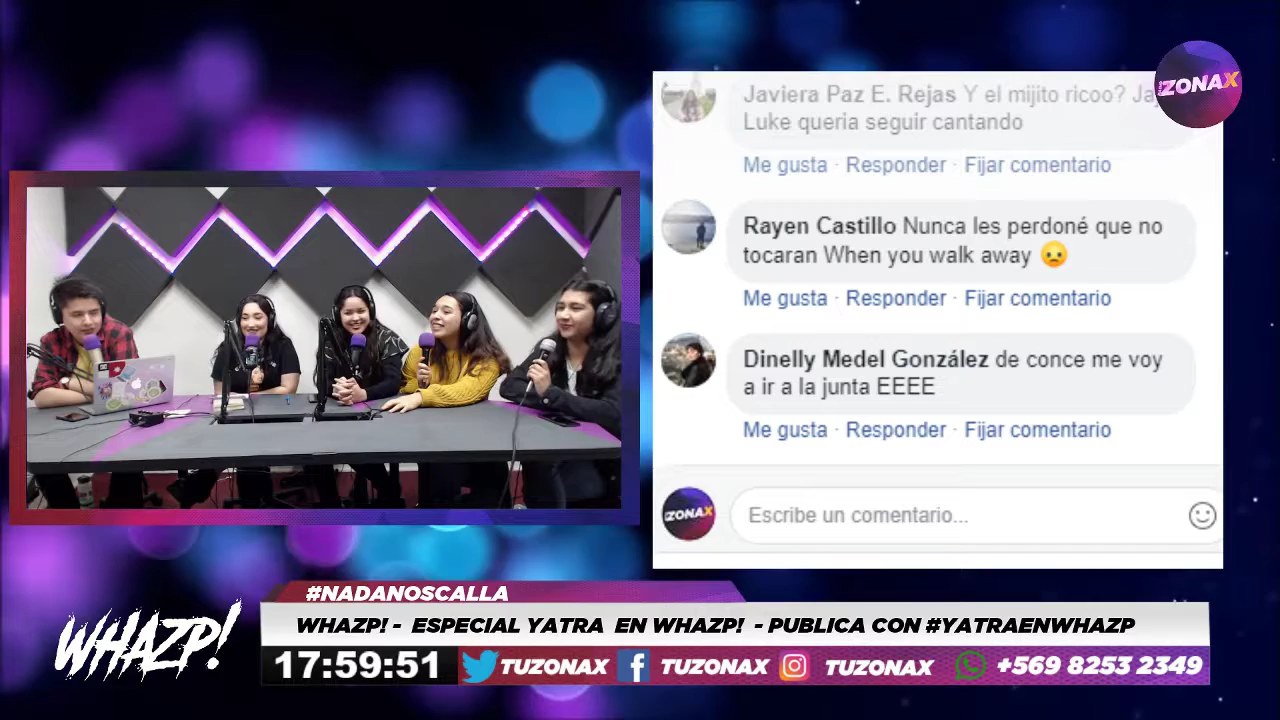 Javiera Paz E. Rejas Y el mijito ricoo?
Luke queria seguir cantando
Me gusta · Responder · Fijar comentario
Rayen Castillo Nunca les perdoné que no
tocaran When you walk away
Me gusta · Responder · Fijar comentario
Dinelly Medel González de conce me voy
a ir a la junta EEEE
Me gusta · Responder · Fijar comentario
ZONAX
Escribe un comentario...
ZONAX
#NADANOSCALLA
WHAZP! - ESPECIAL YATRA EN WHAZP! - PUBLICA CON #YATRAENWHAZP
WHAZP!
17:59:51 TUZONAX TUZONAX TUZONAX +569 8253 2349